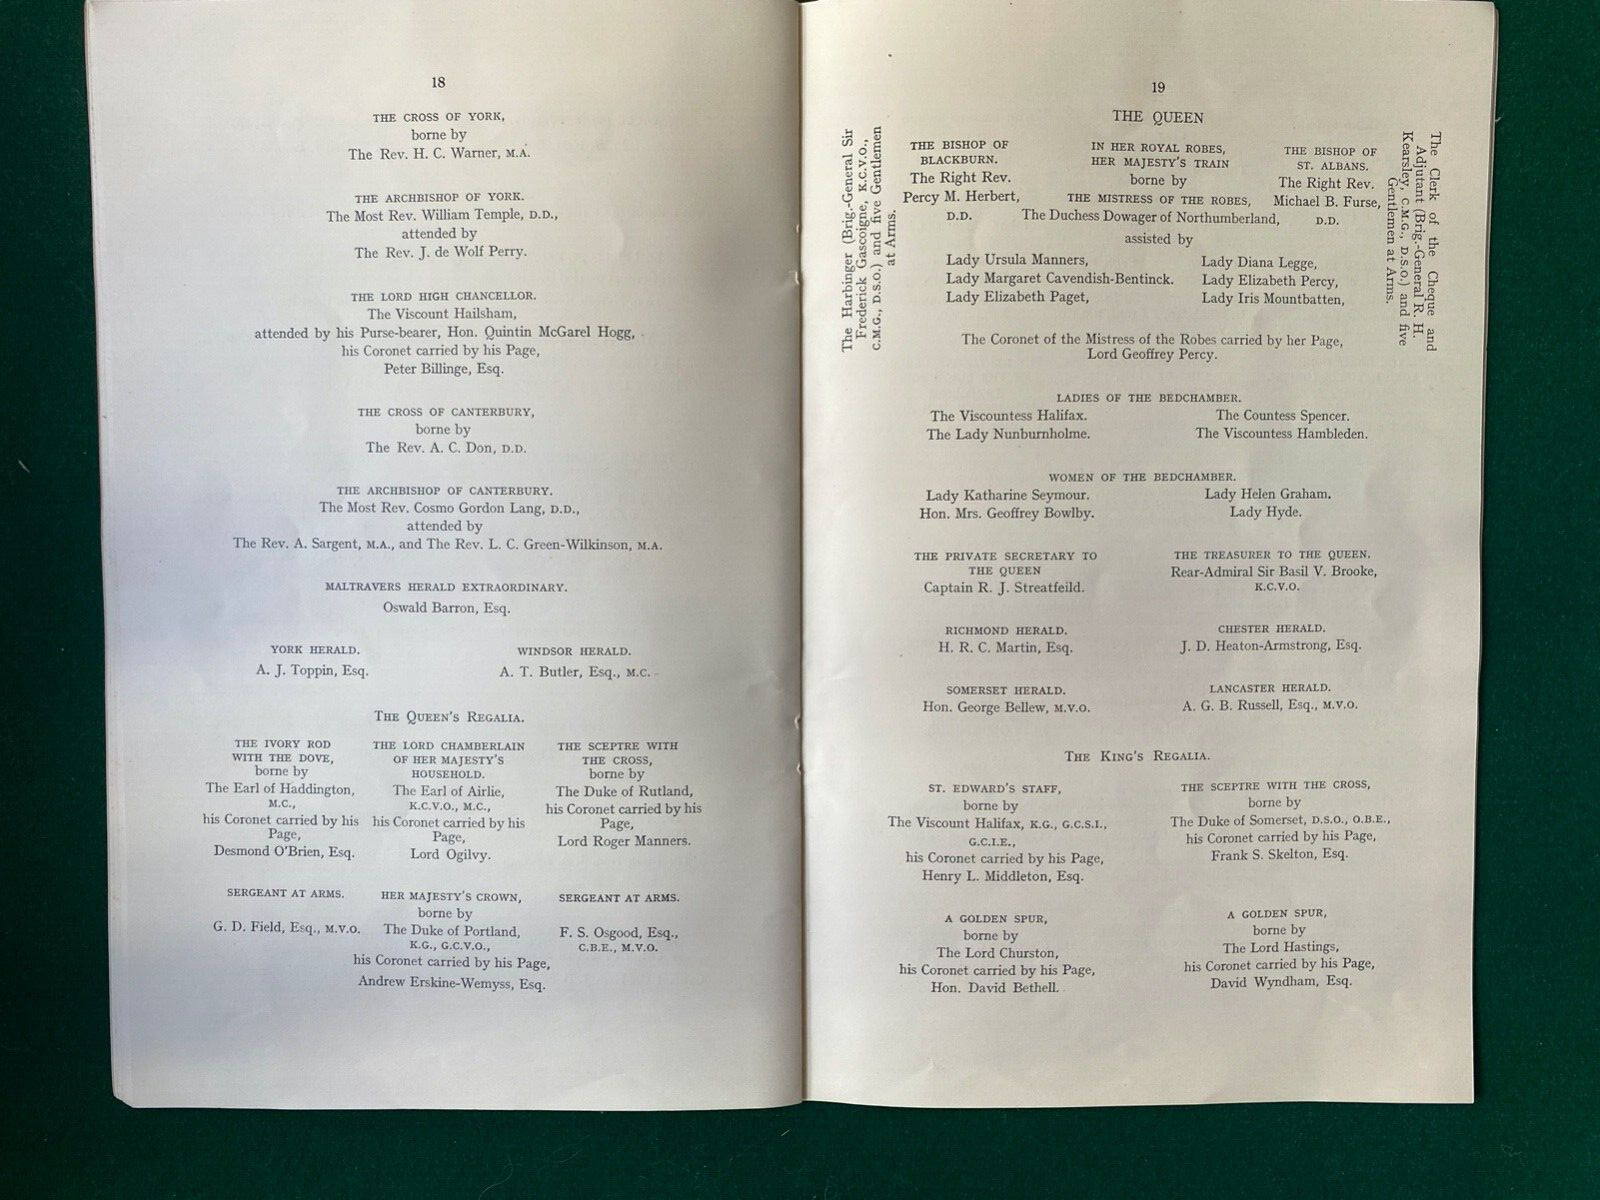 18
THE CROSS OF YORK,
borne by
The Rev. H. C. Warner, M.A.
THE ARCHBISHOP OF YORK.
The Most Rev. William Temple, D.D.,
attended by
The Rev. J. de Wolf Perry.
THE LORD HIGH CHANCELLOR.
The Viscount Hailsham,
attended by his Purse-bearer, Hon. Quintin McGarel Hogg,
his Coronet carried by his Page,
Peter Billinge, Esq.
THE CROSS OF CANTERBURY,
borne by
The Rev. A. C. Don, D.D.
THE ARCHBISHOP OF CANTERBURY.
The Most Rev. Cosmo Gordon Lang, D.D.,
attended by
The Rev. A. Sargent, M.A., and The Rev. L. C. Green-Wilkinson, M.A.
MALTRAVERS HERALD EXTRAORDINARY.
Oswald Barron, Esq.
YORK HERALD.
A. J. Toppin, Esq.
WINDSOR HERALD.
A. T. Butler, Esq., M.C.
THE QUEEN'S REGALIA.
THE IVORY ROD
WITH THE DOVE,
borne by
The Earl of Haddington,
M.C.,
his Coronet carried by his
Page,
Desmond O'Brien, Esq.
THE LORD CHAMBERLAIN
OF HER MAJESTY'S
HOUSEHOLD.
The Earl of Airlie,
K.C.V.O., M.C.,
his Coronet carried by his
Page,
Lord Ogilvy.
THE SCEPTRE WITH
THE CROSS,
borne by
The Duke of Rutland,
his Coronet carried by his
Page,
Lord Roger Manners.
SERGEANT AT ARMS.
G. D. Field, Esq., M.V.O.
HER MAJESTY'S CROWN,
borne by
The Duke of Portland,
K.G., G.C.V.O.,
his Coronet carried by his Page,
Andrew Erskine-Wemyss, Esq.
SERGEANT AT ARMS.
F. S. Osgood, Esq.,
C.B.E., M.V.O.
19
THE QUEEN
The Harbinger (Brig.-General Sir
Frederick Gascoigne, K.C.V.O.,
C.M.G., D.S.O.) and five Gentlemen
at Arms.
THE BISHOP OF
BLACKBURN.
The Right Rev.
Percy M. Herbert,
D.D.
IN HER ROYAL ROBES,
HER MAJESTY'S TRAIN
borne by
THE MISTRESS OF THE ROBES,
The Duchess Dowager of Northumberland,
assisted by
THE BISHOP OF
ST. ALBANS.
The Right Rev.
Michael B. Furse,
D.D.
The Clerk of the Cheque and
Adjutant (Brig.-General R. H.
Kearsley, C.M.G., D.S.O.) and five
Gentlemen at Arms.
Lady Ursula Manners,
Lady Margaret Cavendish-Bentinck.
Lady Elizabeth Paget,
Lady Diana Legge,
Lady Elizabeth Percy,
Lady Iris Mountbatten,
The Coronet of the Mistress of the Robes carried by her Page,
Lord Geoffrey Percy.
LADIES OF THE BEDCHAMBER.
The Viscountess Halifax.
The Lady Nunburnholme.
The Countess Spencer.
The Viscountess Hambleden.
WOMEN OF THE BEDCHAMBER.
Lady Katharine Seymour.
Hon. Mrs. Geoffrey Bowlby.
Lady Helen Graham.
Lady Hyde.
THE PRIVATE SECRETARY TO
THE QUEEN
Captain R. J. Streatfeild.
THE TREASURER TO THE QUEEN.
Rear-Admiral Sir Basil V. Brooke,
K.C.V.O.
RICHMOND HERALD.
H. R. C. Martin, Esq.
CHESTER HERALD.
J. D. Heaton-Armstrong, Esq.
SOMERSET HERALD.
Hon. George Bellew, M.V.O.
LANCASTER HERALD.
A. G. B. Russell, Esq., M.V.O.
THE KING'S REGALIA.
ST. EDWARD'S STAFF,
borne by
The Viscount Halifax, K.G., G.C.S.I.,
G.C.I.E.,
his Coronet carried by his Page,
Henry L. Middleton, Esq.
THE SCEPTRE WITH THE CROSS,
borne by
The Duke of Somerset, D.S.O., O.B.E.,
his Coronet carried by his Page,
Frank S. Skelton, Esq.
A GOLDEN SPUR,
borne by
The Lord Churston,
his Coronet carried by his Page,
Hon. David Bethell.
A GOLDEN SPUR,
borne by
The Lord Hastings,
his Coronet carried by his Page,
David Wyndham, Esq.